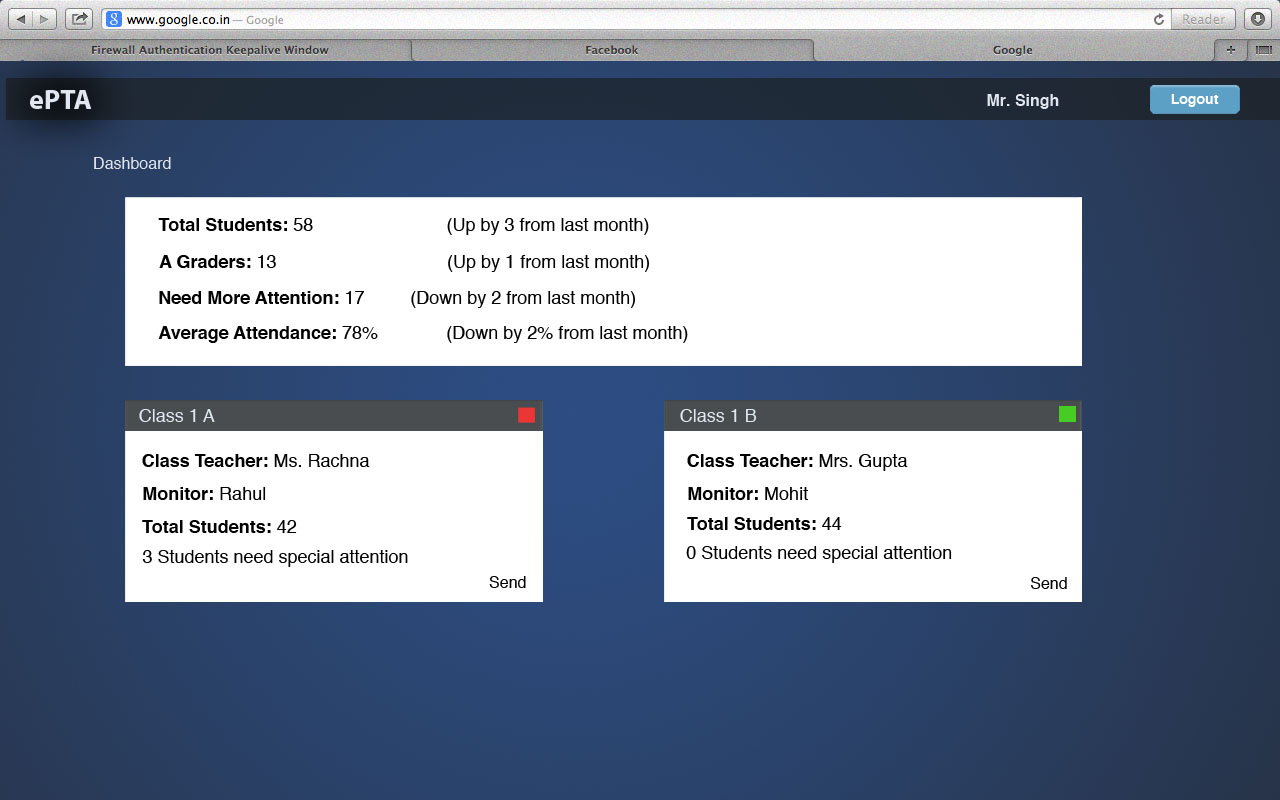 www.google.co.in — Google
Reader
Firewall Authentication Keepalive Window
Facebook
Google
ePTA
Mr. Singh
Logout
Dashboard
Total Students: 58 (Up by 3 from last month)
A Graders: 13 (Up by 1 from last month)
Need More Attention: 17 (Down by 2 from last month)
Average Attendance: 78% (Down by 2% from last month)
Class 1 A
Class Teacher: Ms. Rachna
Monitor: Rahul
Total Students: 42
3 Students need special attention
Send
Class 1 B
Class Teacher: Mrs. Gupta
Monitor: Mohit
Total Students: 44
0 Students need special attention
Send